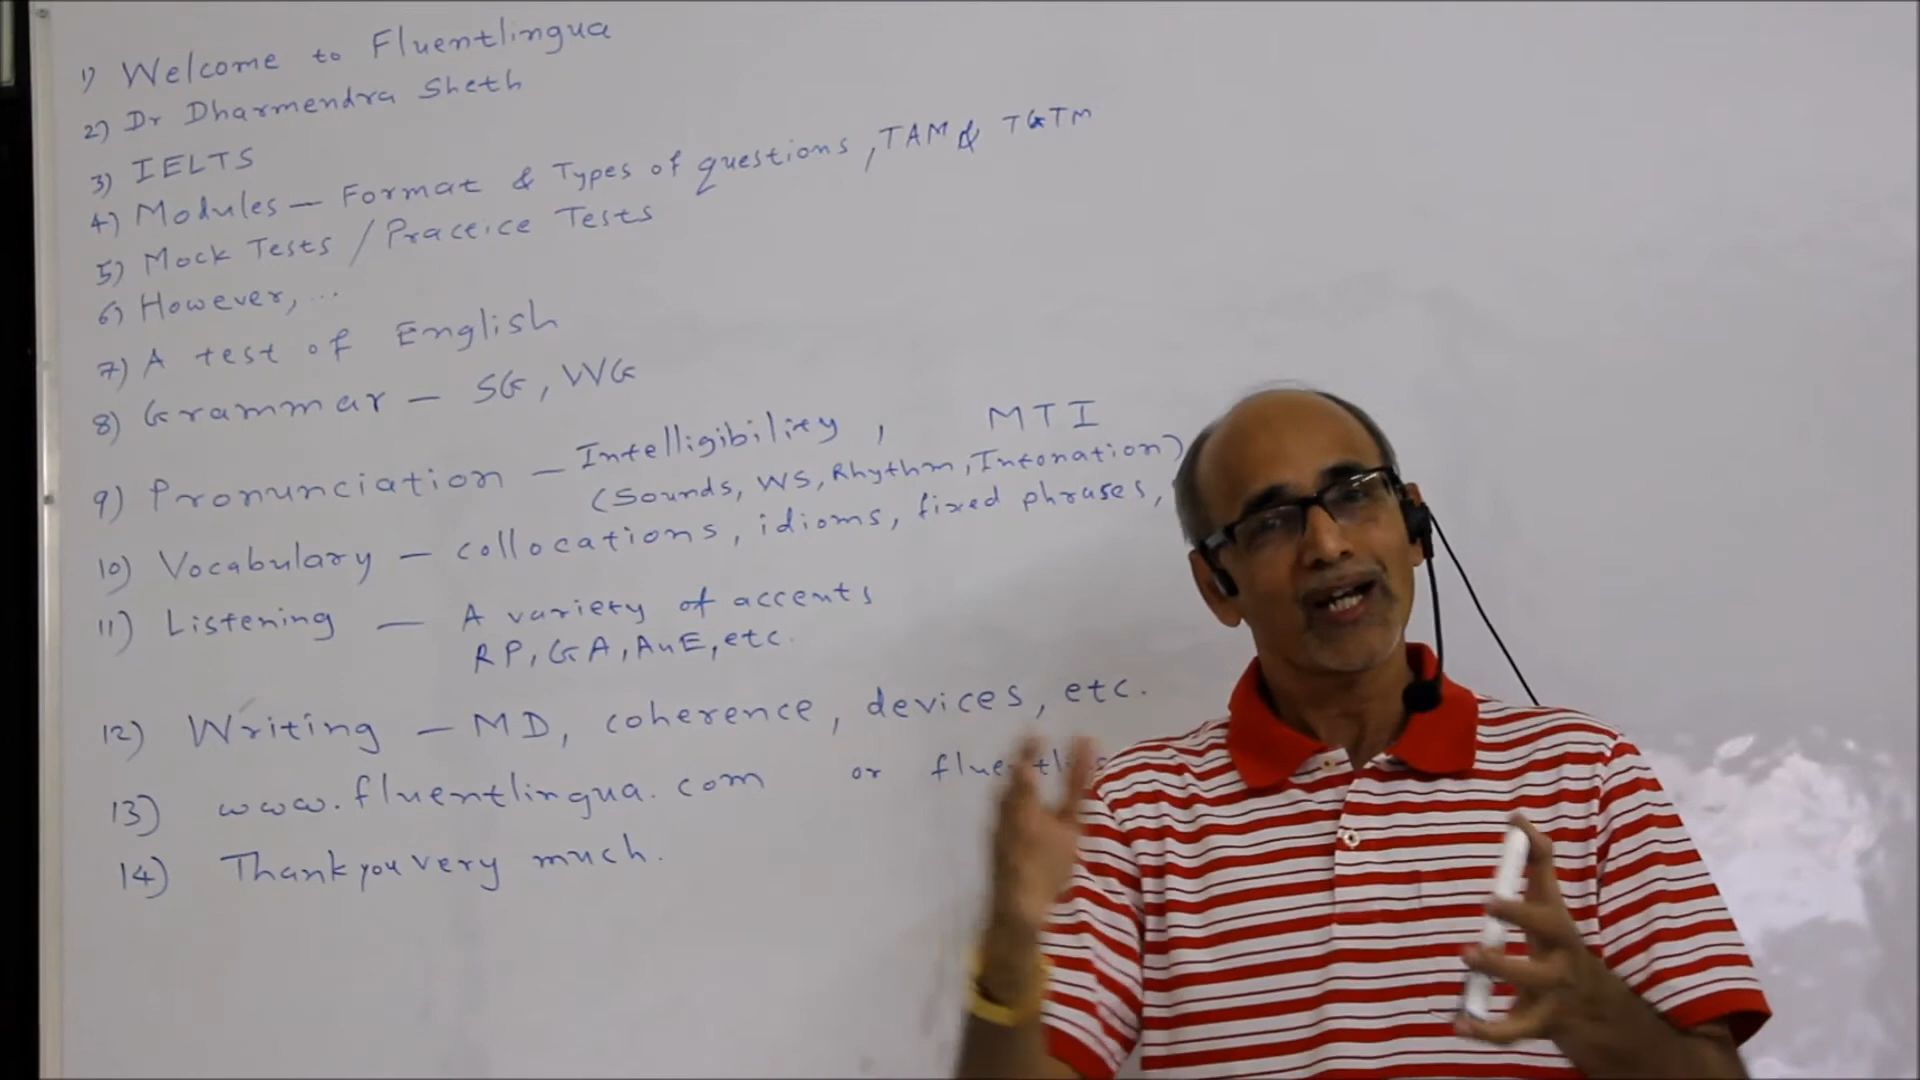 1) Welcome to Fluentlingua
2) Dr Dharmendra Sheth
3) IELTS
4) Modules — Format & Types of questions, TAM & TGTM
5) Mock Tests / Practice Tests
6) However, ...
7) A test of English
8) Grammar — SG, WG
9) Pronunciation — Intelligibility, MTI
(Sounds, WS, Rhythm, Intonation)
10) Vocabulary — collocations, idioms, fixed phrases,
11) Listening — A variety of accents
RP, GA, AuE, etc.
12) Writing — MD, coherence, devices, etc.
13) www.fluentlingua.com or
14) Thank you very much.